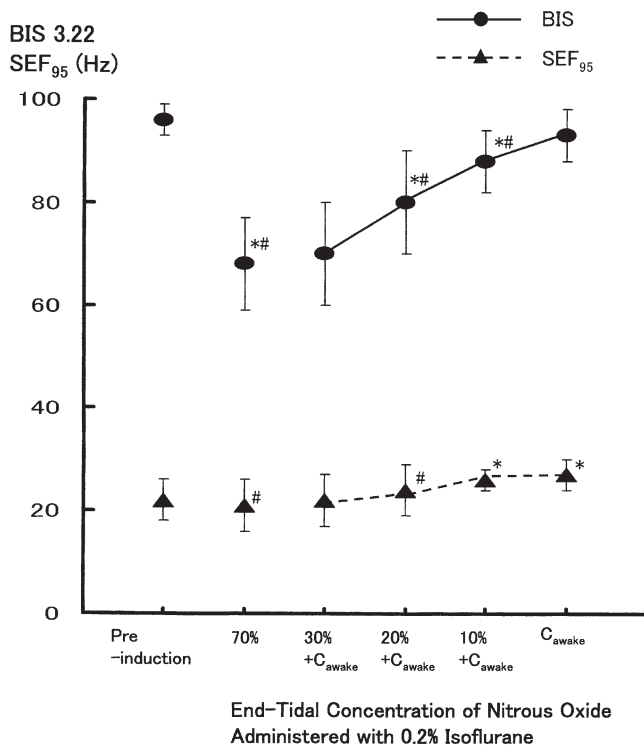 BIS 3.22
SEF95 (Hz)
BIS
SEF95
100
80
60
40
20
0
*#
*#
*#
#
#
*
*
Pre
-induction
70%
30%
+Cawake
20%
+Cawake
10%
+Cawake
Cawake
End-Tidal Concentration of Nitrous Oxide
Administered with 0.2% Isoflurane